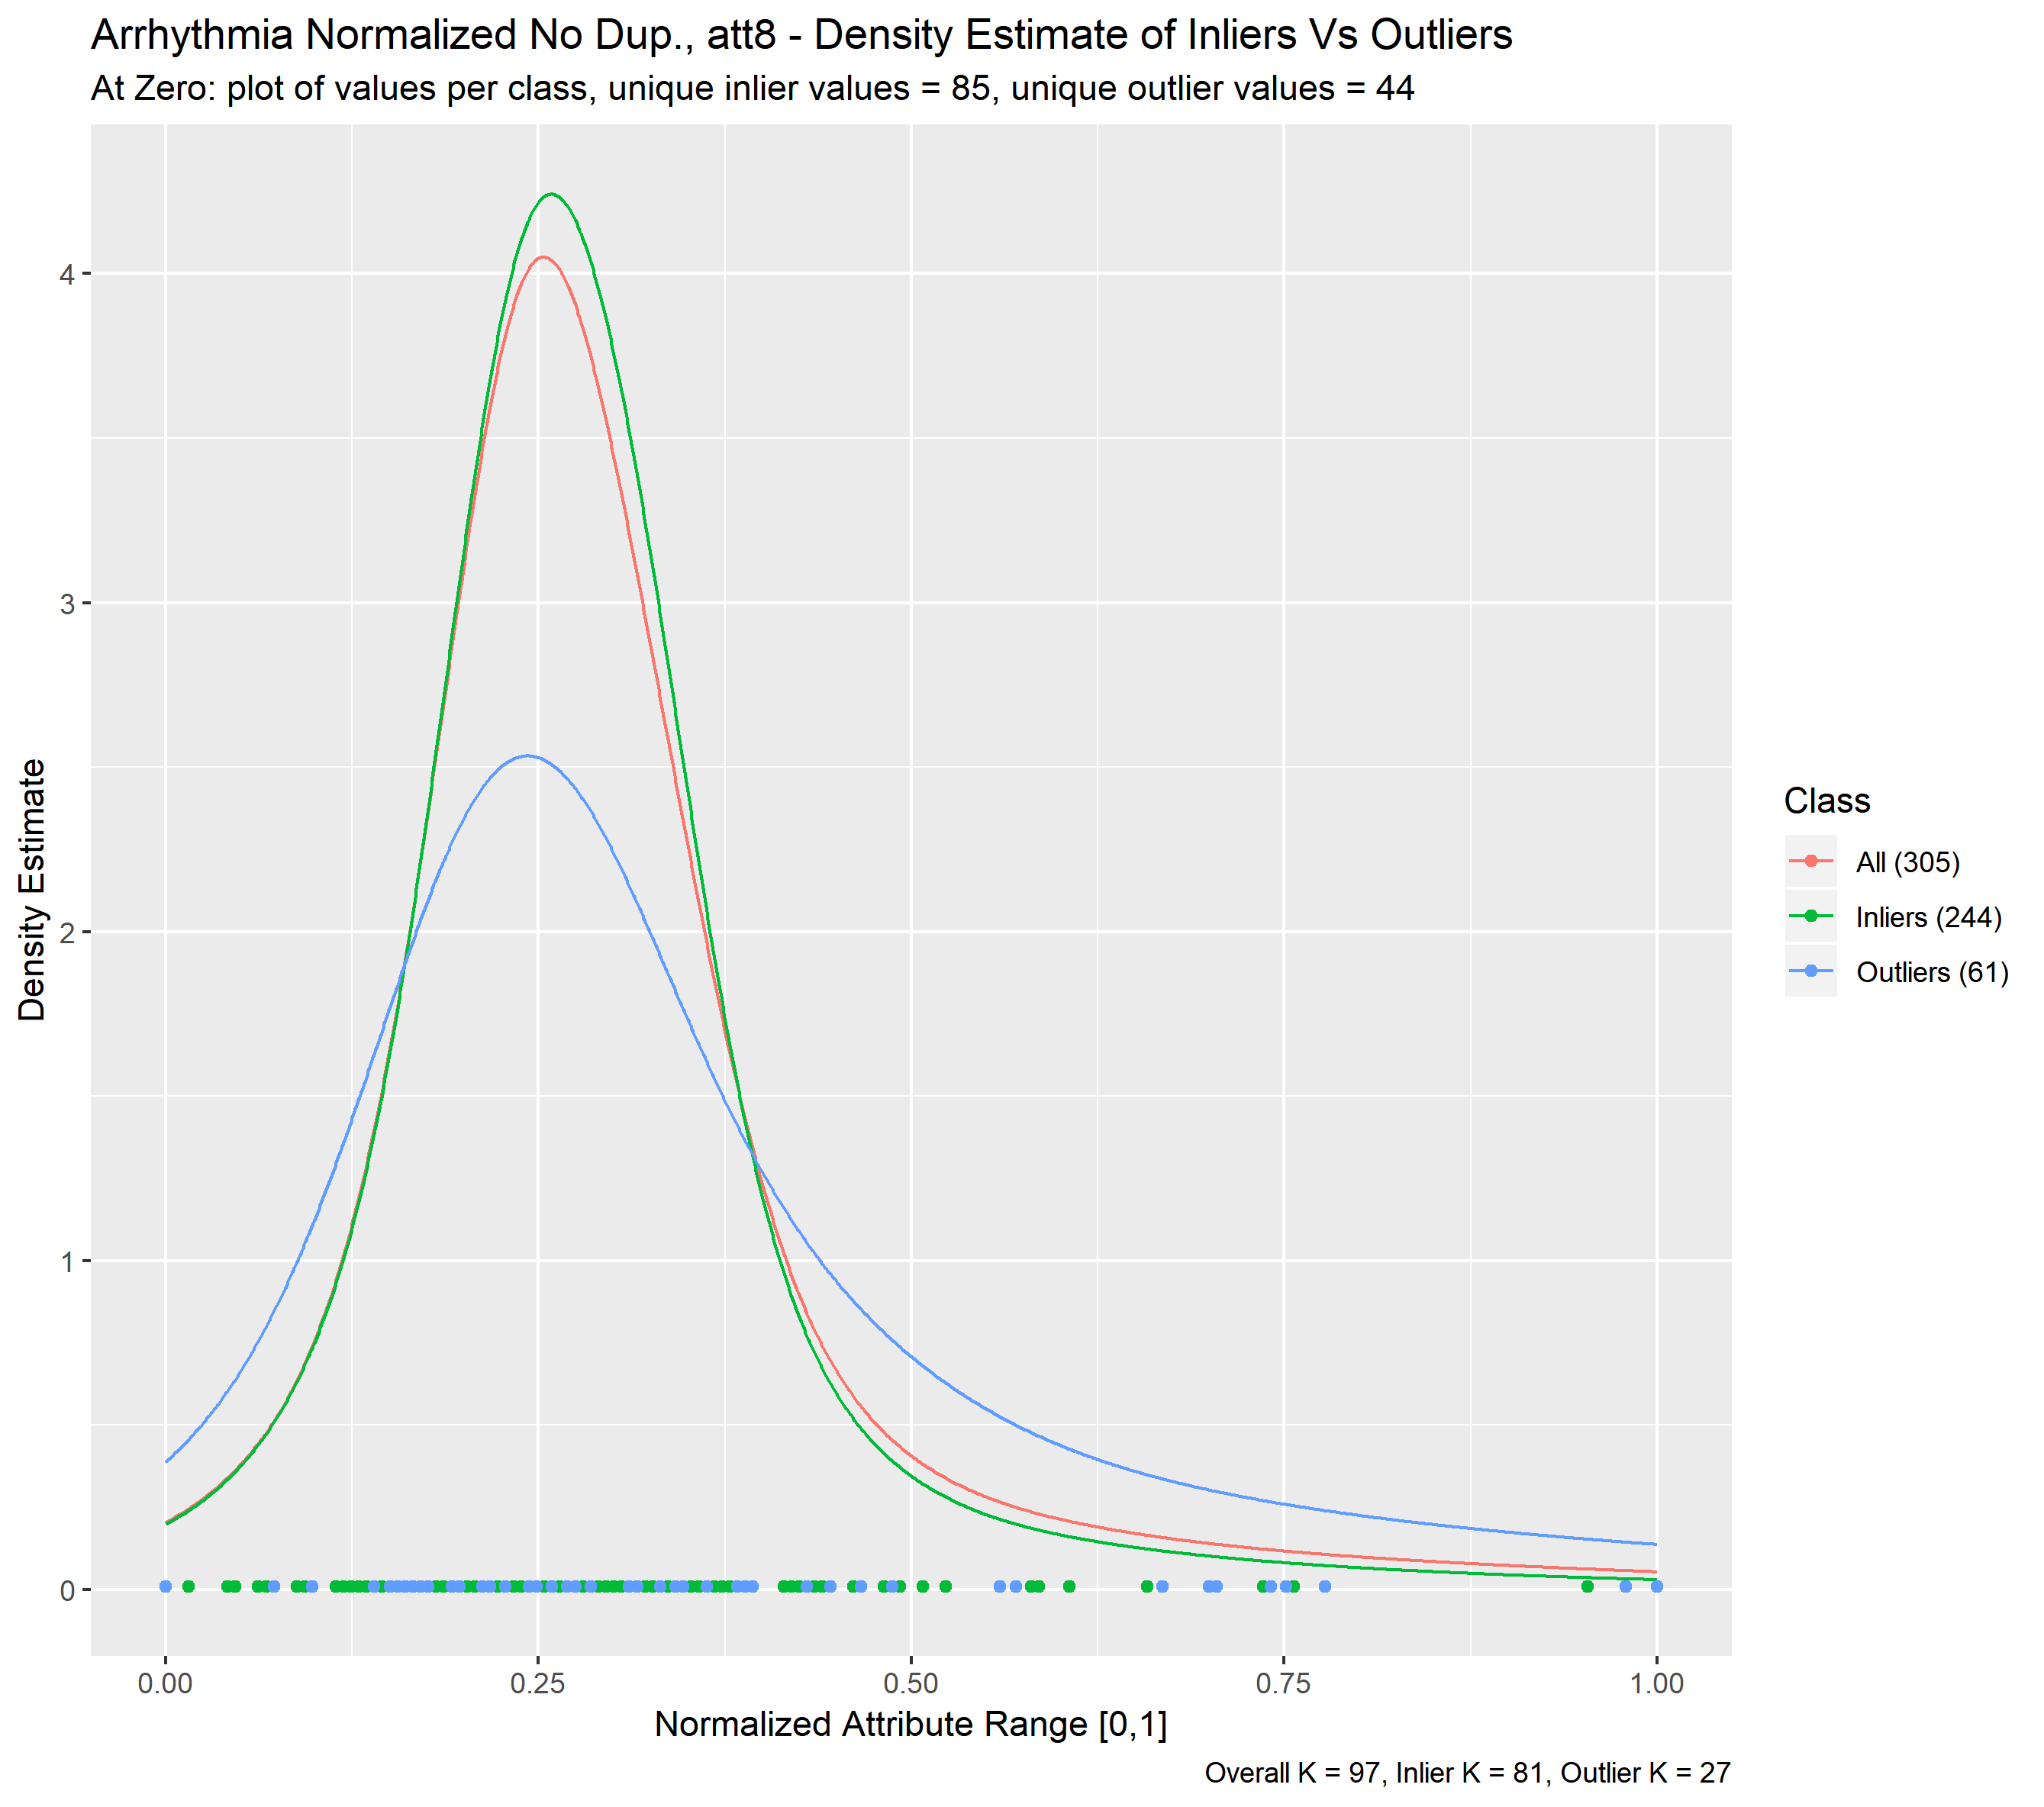 Arrhythmia Normalized No Dup., att8 - Density Estimate of Inliers Vs Outliers
At Zero: plot of values per class, unique inlier values = 85, unique outlier values = 44
4
3
2
1
0
Density Estimate
0.00 0.25 0.50 0.75 1.00
Normalized Attribute Range [0,1]
Class
All (305)
Inliers (244)
Outliers (61)
Overall K = 97, Inlier K = 81, Outlier K = 27